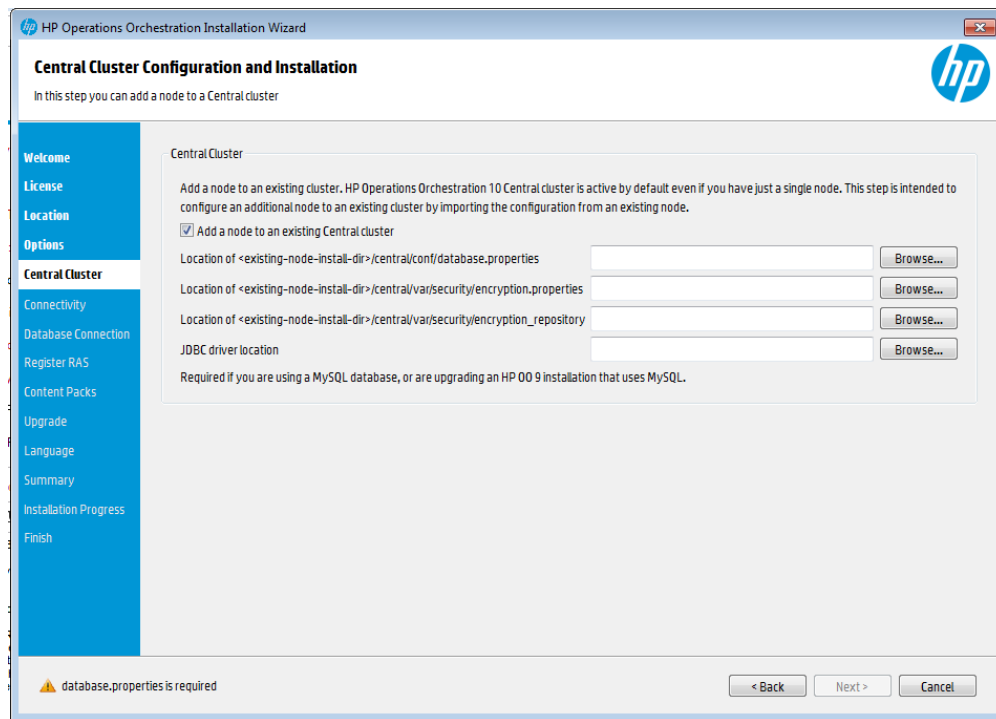 HP Operations Orchestration Installation Wizard
Central Cluster Configuration and Installation
In this step you can add a node to a Central cluster
hp
Welcome
License
Location
Options
Central Cluster
Connectivity
Database Connection
Register RAS
Content Packs
Upgrade
Language
Summary
Installation Progress
Finish
Central Cluster
Add a node to an existing cluster. HP Operations Orchestration 10 Central cluster is active by default even if you have just a single node. This step is intended to
configure an additional node to an existing cluster by importing the configuration from an existing node.
Add a node to an existing Central cluster
Location of <existing-node-install-dir>/central/conf/database.properties
Browse...
Location of <existing-node-install-dir>/central/var/security/encryption.properties
Browse...
Location of <existing-node-install-dir>/central/var/security/encryption_repository
Browse...
JDBC driver location
Browse...
Required if you are using a MySQL database, or are upgrading an HP OO 9 installation that uses MySQL.
database.properties is required
< Back
Next >
Cancel